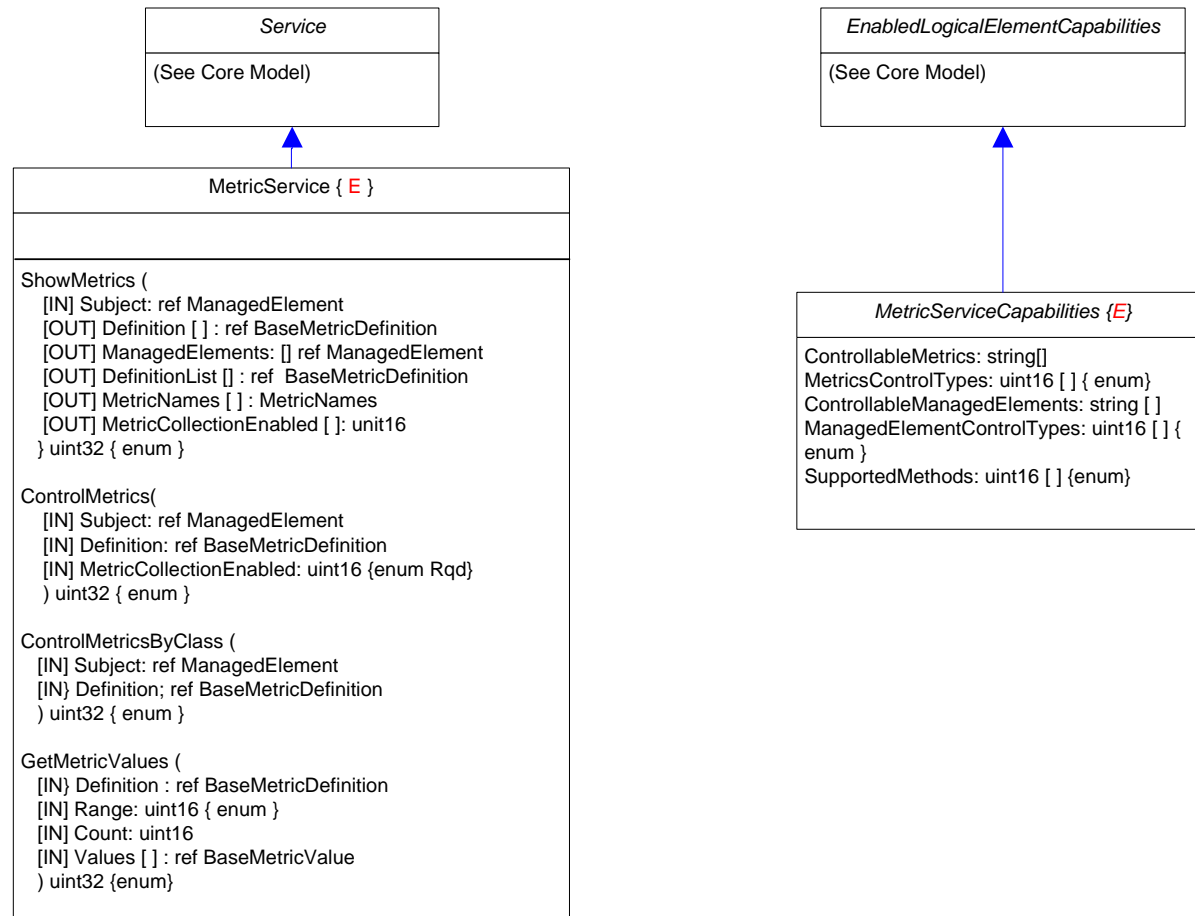 Service
(See Core Model)
MetricService { E }
ShowMetrics (
[IN] Subject: ref ManagedElement
[OUT] Definition [ ] : ref BaseMetricDefinition
[OUT] ManagedElements: [] ref ManagedElement
[OUT] DefinitionList [] : ref  BaseMetricDefinition
[OUT] MetricNames [ ] : MetricNames
[OUT] MetricCollectionEnabled [ ]: unit16
} uint32 { enum }
ControlMetrics(
[IN] Subject: ref ManagedElement
[IN] Definition: ref BaseMetricDefinition
[IN] MetricCollectionEnabled: uint16 {enum Rqd}
) uint32 { enum }
ControlMetricsByClass (
[IN] Subject: ref ManagedElement
[IN} Definition; ref BaseMetricDefinition
) uint32 { enum }
GetMetricValues (
[IN} Definition : ref BaseMetricDefinition
[IN] Range: uint16 { enum }
[IN] Count: uint16
[IN] Values [ ] : ref BaseMetricValue
) uint32 {enum}
EnabledLogicalElementCapabilities
(See Core Model)
MetricServiceCapabilities {E}
ControllableMetrics: string[]
MetricsControlTypes: uint16 [ ] { enum}
ControllableManagedElements: string [ ]
ManagedElementControlTypes: uint16 [ ] {
enum }
SupportedMethods: uint16 [ ] {enum}